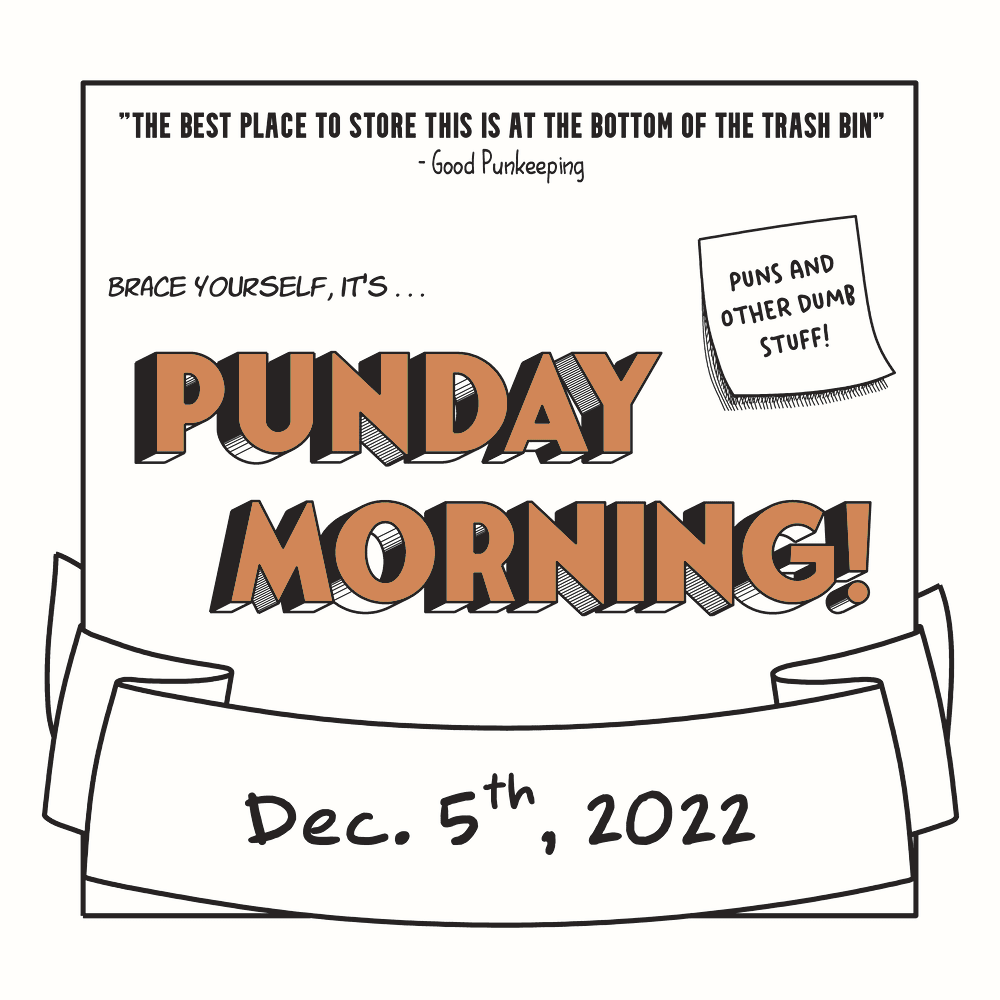 ”THE BEST PLACE TO STORE THIS IS AT THE BOTTOM OF THE TRASH BIN”
- Good Punkeeping
BRACE YOURSELF, IT'S . . .
PUNS AND
OTHER DUMB
STUFF!
PUNDAY
MORNING!
Dec. 5th, 2022